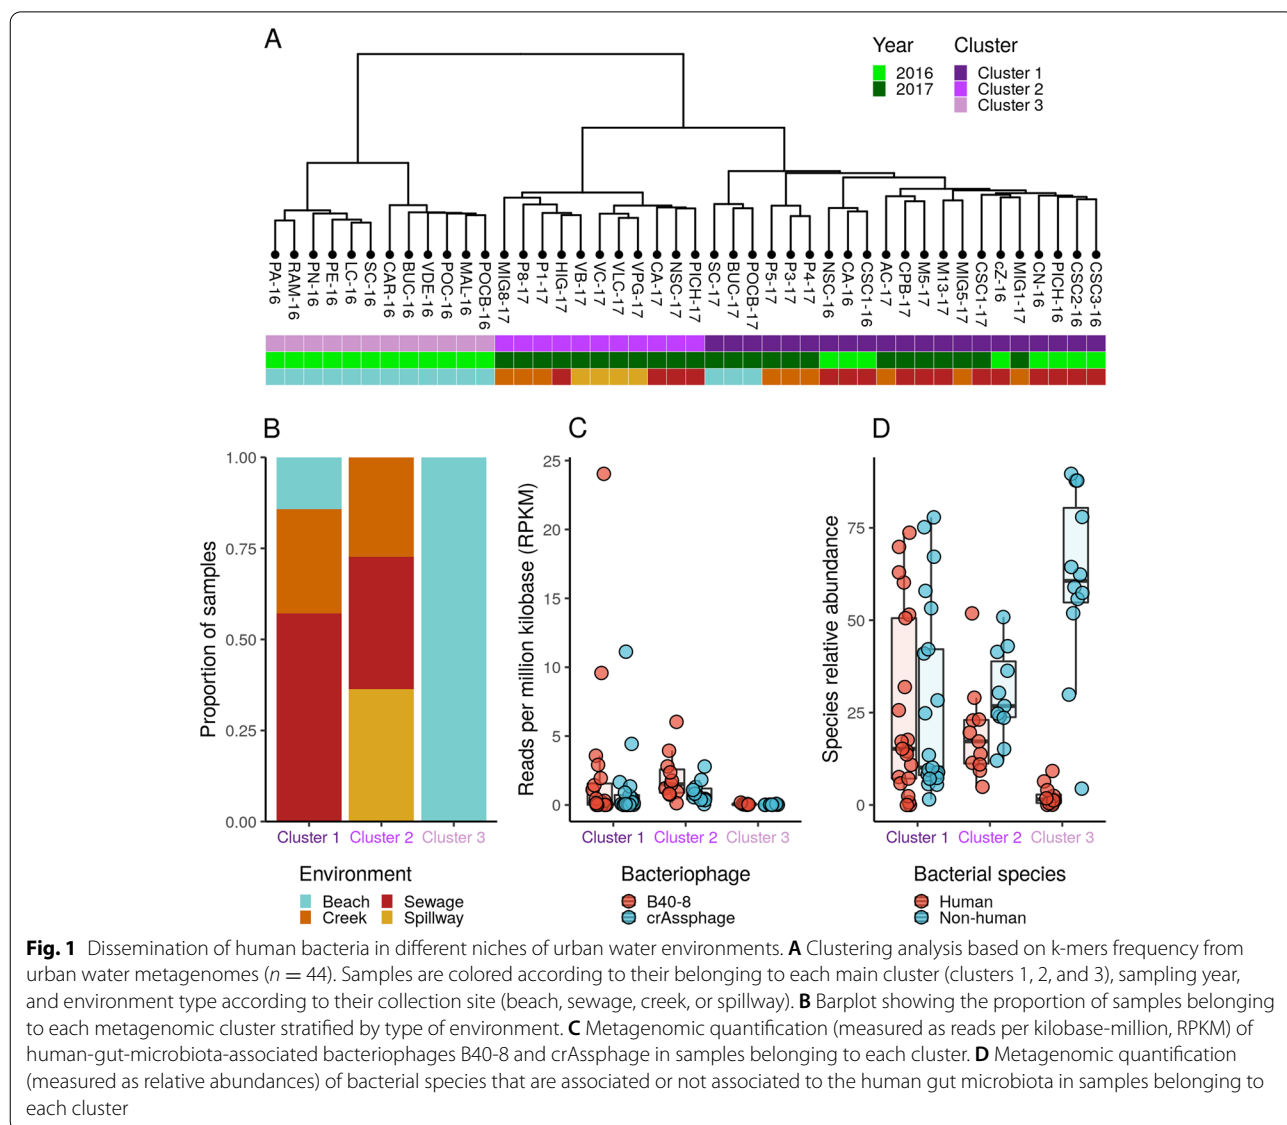 A
Year
Cluster
2016
2017
Cluster 1
Cluster 2
Cluster 3
PA-16
RAM-16
PN-16
PE-16
LC-16
SC-16
CAR-16
BUC-16
VDE-16
POC-16
MAL-16
POCB-16
MIG8-17
P8-17
P1-17
HIG-17
VB-17
VC-17
VLC-17
VPG-17
CA-17
NSC-17
PICH-17
SC-17
BUC-17
POCB-17
P5-17
P3-17
P4-17
NSC-16
CA-16
CSC1-16
AC-17
CPB-17
M5-17
M13-17
MIG5-17
CSC1-17
cZ-16
MIG1-17
CN-16
PICH-16
CSC2-16
CSC3-16
B
Proportion of samples
1.00
0.75
0.50
0.25
0.00
Cluster 1
Cluster 2
Cluster 3
Environment
Beach
Sewage
Creek
Spillway
C
Reads per million kilobase (RPKM)
25
20
15
10
5
0
Cluster 1
Cluster 2
Cluster 3
Bacteriophage
B40-8
crAssphage
D
Species relative abundance
75
50
25
0
Cluster 1
Cluster 2
Cluster 3
Bacterial species
Human
Non-human
Fig. 1 Dissemination of human bacteria in different niches of urban water environments. A Clustering analysis based on k-mers frequency from
urban water metagenomes (n = 44). Samples are colored according to their belonging to each main cluster (clusters 1, 2, and 3), sampling year,
and environment type according to their collection site (beach, sewage, creek, or spillway). B Barplot showing the proportion of samples belonging
to each metagenomic cluster stratified by type of environment. C Metagenomic quantification (measured as reads per kilobase-million, RPKM) of
human-gut-microbiota-associated bacteriophages B40-8 and crAssphage in samples belonging to each cluster. D Metagenomic quantification
(measured as relative abundances) of bacterial species that are associated or not associated to the human gut microbiota in samples belonging to
each cluster